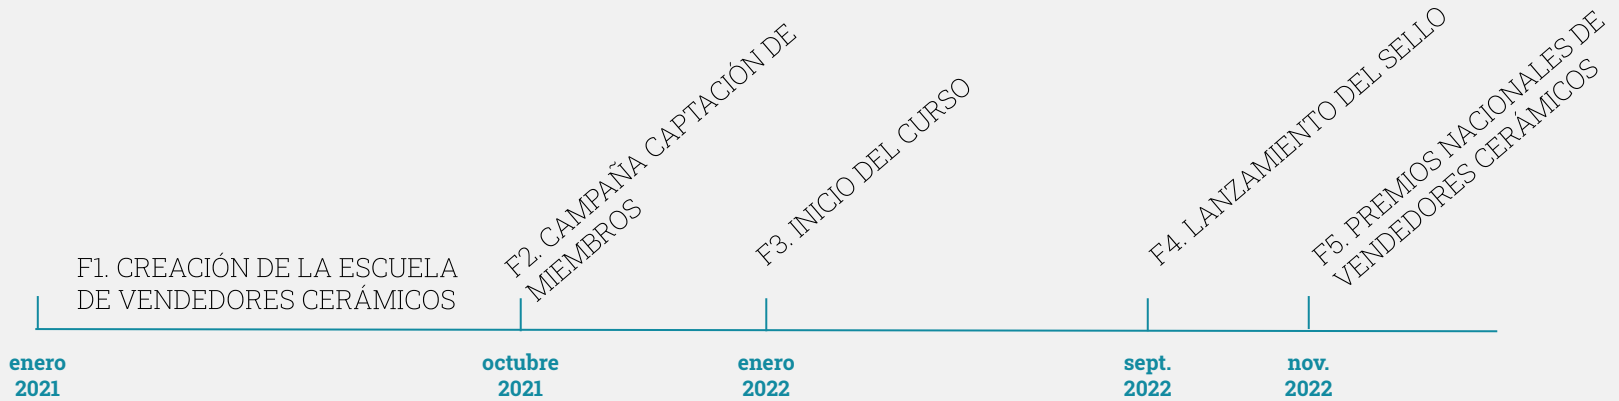 F1. CREACIÓN DE LA ESCUELA
DE VENDEDORES CERÁMICOS
F2. CAMPAÑA CAPTACIÓN DE
MIEMBROS
F3. INICIO DEL CURSO
F4. LANZAMIENTO DEL SELLO
F5. PREMIOS NACIONALES DE
VENDEDORES CERÁMICOS
enero
2021
octubre
2021
enero
2022
sept.
2022
nov.
2022